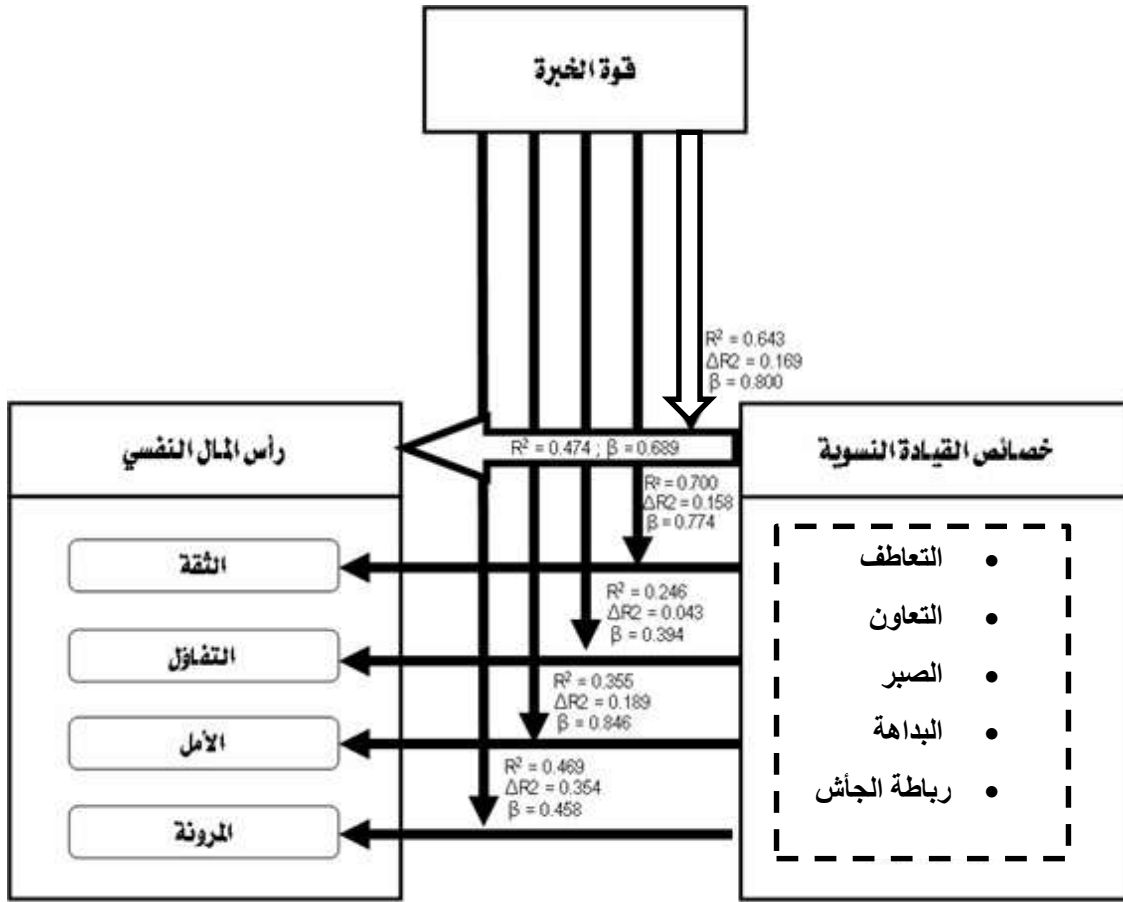 قوة الخبرة
R² = 0.643
ΔR2 = 0.169
β = 0.800
خصائص القيادة النسوية
R² = 0.474 ; β = 0.689
رأس المال النفسي
R² = 0.700
ΔR2 = 0.158
β = 0.774
• التعاطف
• التعاون
• الصبر
• البداهة
• رباطة الجأش
الثقة
R² = 0.246
ΔR2 = 0.043
β = 0.394
التفاؤل
R² = 0.355
ΔR2 = 0.189
β = 0.846
الأمل
R² = 0.469
ΔR2 = 0.354
β = 0.458
المرونة